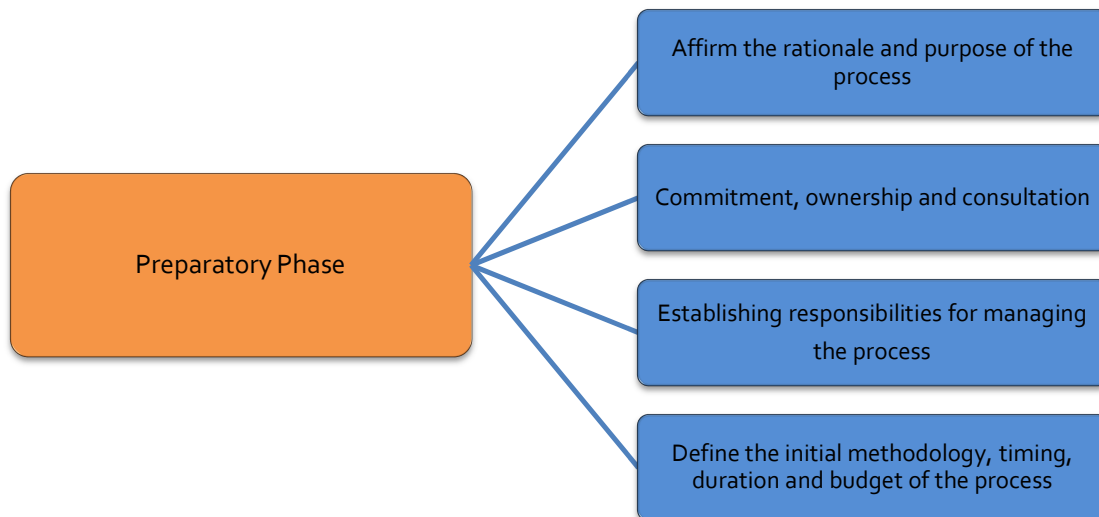 Affirm the rationale and purpose of the
process
Commitment, ownership and consultation
Preparatory Phase
Establishing responsibilities for managing
the process
Define the initial methodology, timing,
duration and budget of the process